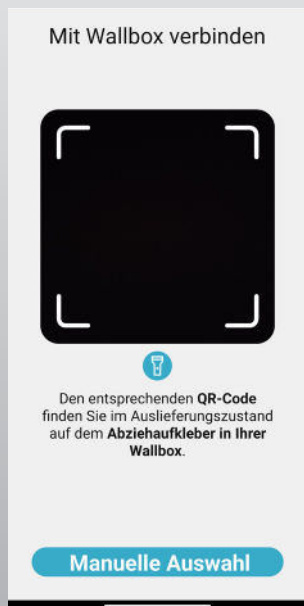 Mit Wallbox verbinden
Den entsprechenden QR-Code
finden Sie im Auslieferungszustand
auf dem Abziehaufkleber in Ihrer
Wallbox.
Manuelle Auswahl